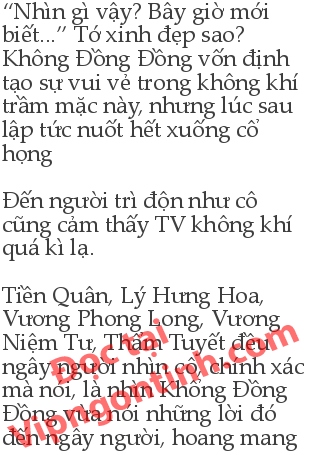 “Nhìn gì vậy? Bây giờ mới
biết...” Tớ xinh đẹp sao?
Khổng Đồng Đồng vốn định
tạo sự vui vẻ trong không khí
trầm mặc này, nhưng lúc sau
lập tức nuốt hết xuống cổ
họng
Đến người trì độn như cô
cũng cảm thấy TV không khí
quá kì lạ.
Tiền Quân, Lý Hưng Hoa,
Vương Phong Long, Vương
Niệm Tư, Thẩm Tuyết đều
ngây người nhìn cô, chính xác
mà nói, là nhìn Khổng Đồng
Đồng vừa nói những lời đó
đến ngây người, hoang mang
Đọc tại
Vipngontinh.com